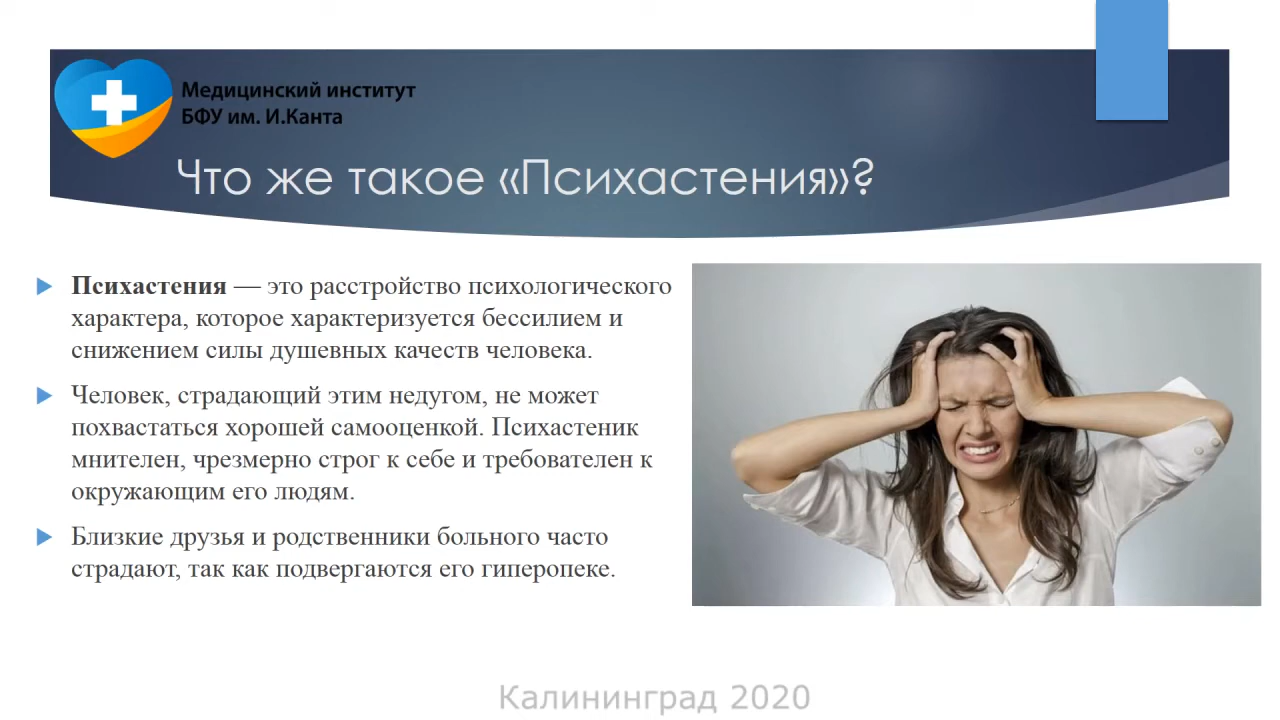 Медицинский институт
БФУ им. И.Канта
Что же такое «Психастения»?
Психастения — это расстройство психологического
характера, которое характеризуется бессилием и
снижением силы душевных качеств человека.
Человек, страдающий этим недугом, не может
похвастаться хорошей самооценкой. Психастеник
мнителен, чрезмерно строг к себе и требователен к
окружающим его людям.
Близкие друзья и родственники больного часто
страдают, так как подвергаются его гиперопеке.
Калининград 2020